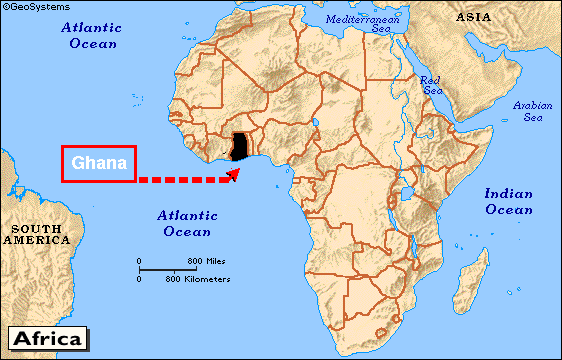 ©GeoSystems
Mediterranean
Sea
ASIA
Atlantic
Ocean
Red
Sea
Arabian
Sea
Ghana
Indian
Ocean
Atlantic
Ocean
SOUTH
AMERICA
0 800 Miles
0 800 Kilometers
Africa